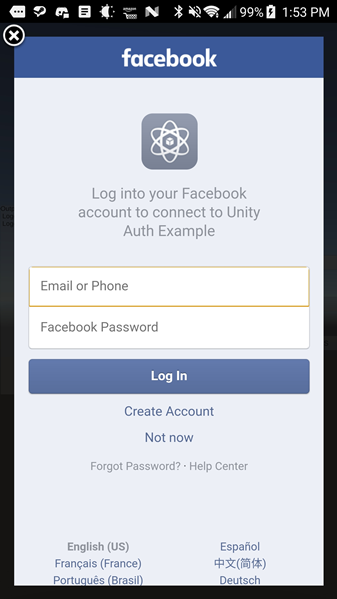 99% 1:53 PM
facebook
Log into your Facebook
account to connect to Unity
Auth Example
Email or Phone
Facebook Password
Log In
Create Account
Not now
Forgot Password? · Help Center
English (US) Español
Français (France) 中文(简体)
Português (Brasil) Deutsch